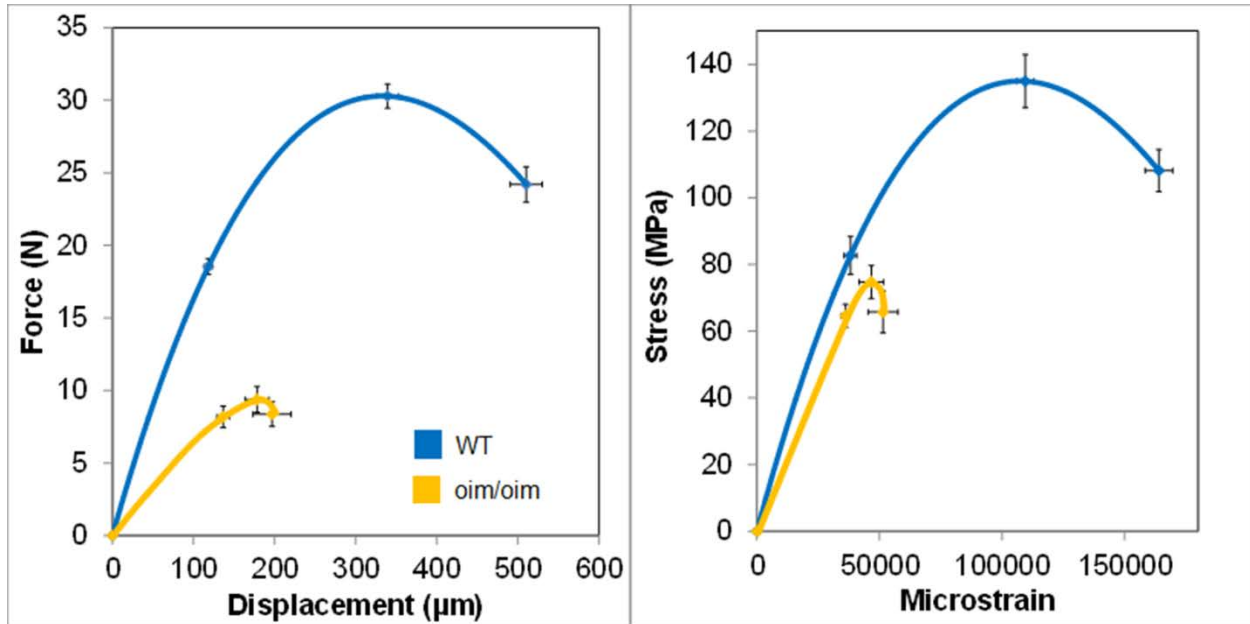 35
30
25
20
15
10
5
0
Force (N)
0 100 200 300 400 500 600
Displacement (µm)
WT
oim/oim
140
120
100
80
60
40
20
0
Stress (MPa)
0 50000 100000 150000
Microstrain